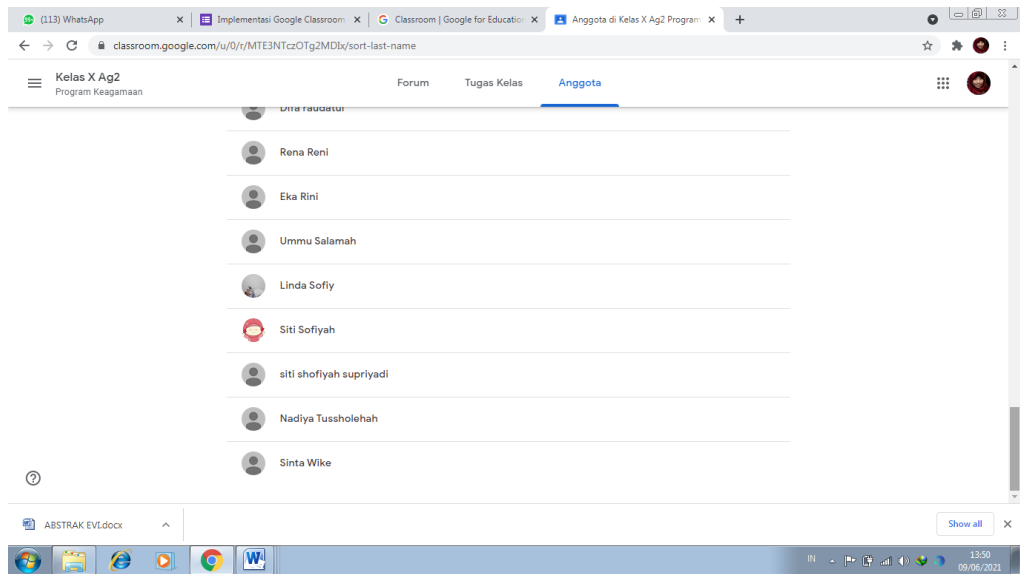 (113) WhatsApp
Implementasi Google Classroom
Classroom | Google for Education
Anggota di Kelas X Ag2 Program
classroom.google.com/u/0/r/MTE3NTczOTg2MDIx/sort-last-name
Kelas X Ag2
Program Keagamaan
Forum
Tugas Kelas
Anggota
Difa raudatul
Rena Reni
Eka Rini
Ummu Salamah
Linda Sofiy
Siti Sofiyah
siti shofiyah supriyadi
Nadiya Tussholehah
Sinta Wike
ABSTRAK EVI.docx
Show all
IN
13:50
09/06/2021